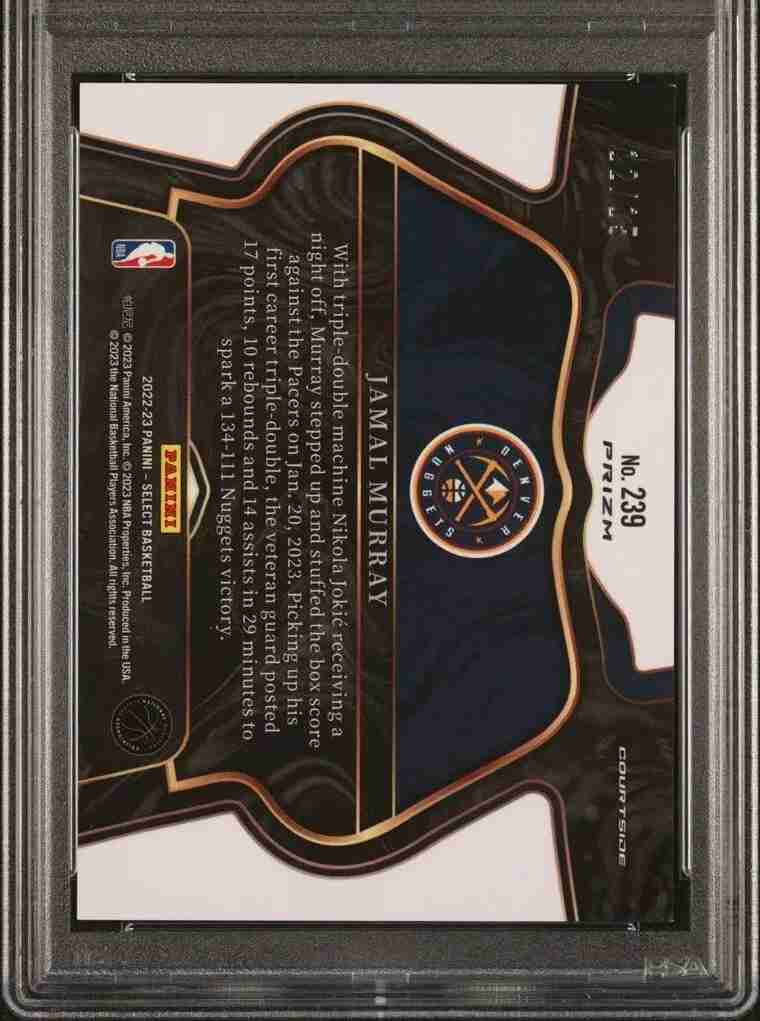 No. 239
PRIZM
COURTSIDE
DENVER
NUGGETS
JAMAL MURRAY
With triple-double machine Nikola Jokić receiving a
night off, Murray stepped up and stuffed the box score
against the Pacers on Jan. 20, 2023. Picking up his
first career triple-double, the veteran guard posted
17 points, 10 rebounds and 14 assists in 29 minutes to
spark a 134-111 Nuggets victory.
PANINI
NBA
2022-23 PANINI – SELECT BASKETBALL
帕尼尼 © 2023 Panini America, Inc. © 2023 NBA Properties, Inc. Produced in the USA.
© 2023 the National Basketball Players Association. All rights reserved.